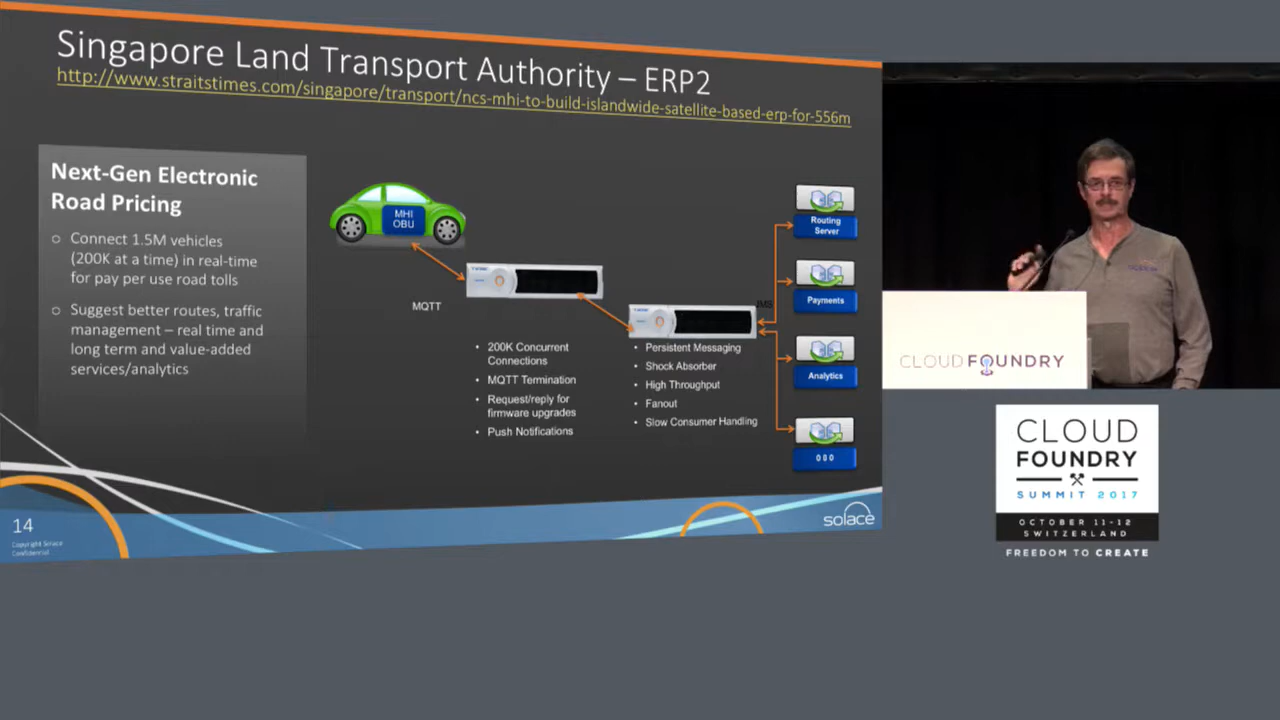 Singapore Land Transport Authority – ERP2
http://www.straitstimes.com/singapore/transport/ncs-mhi-to-build-islandwide-satellite-based-erp-for-556m
Next-Gen Electronic
Road Pricing
○ Connect 1.5M vehicles
(200K at a time) in real-time
for pay per use road tolls
○ Suggest better routes, traffic
management – real time and
long term and value-added
services/analytics
MHI
OBU
MQTT
• 200K Concurrent
Connections
• MQTT Termination
• Request/reply for
firmware upgrades
• Push Notifications
JMS
• Persistent Messaging
• Shock Absorber
• High Throughput
• Fanout
• Slow Consumer Handling
Routing
Server
Payments
Analytics
000
14
Copyright Solace
Confidential
solace
CLOUD FOUNDRY
CLOUD
FOUNDRY
SUMMIT 2017
OCTOBER 11-12
SWITZERLAND
FREEDOM TO CREATE